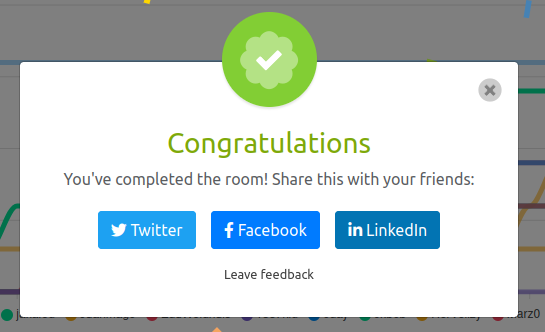 Congratulations
You've completed the room! Share this with your friends:
Twitter Facebook LinkedIn
Leave feedback